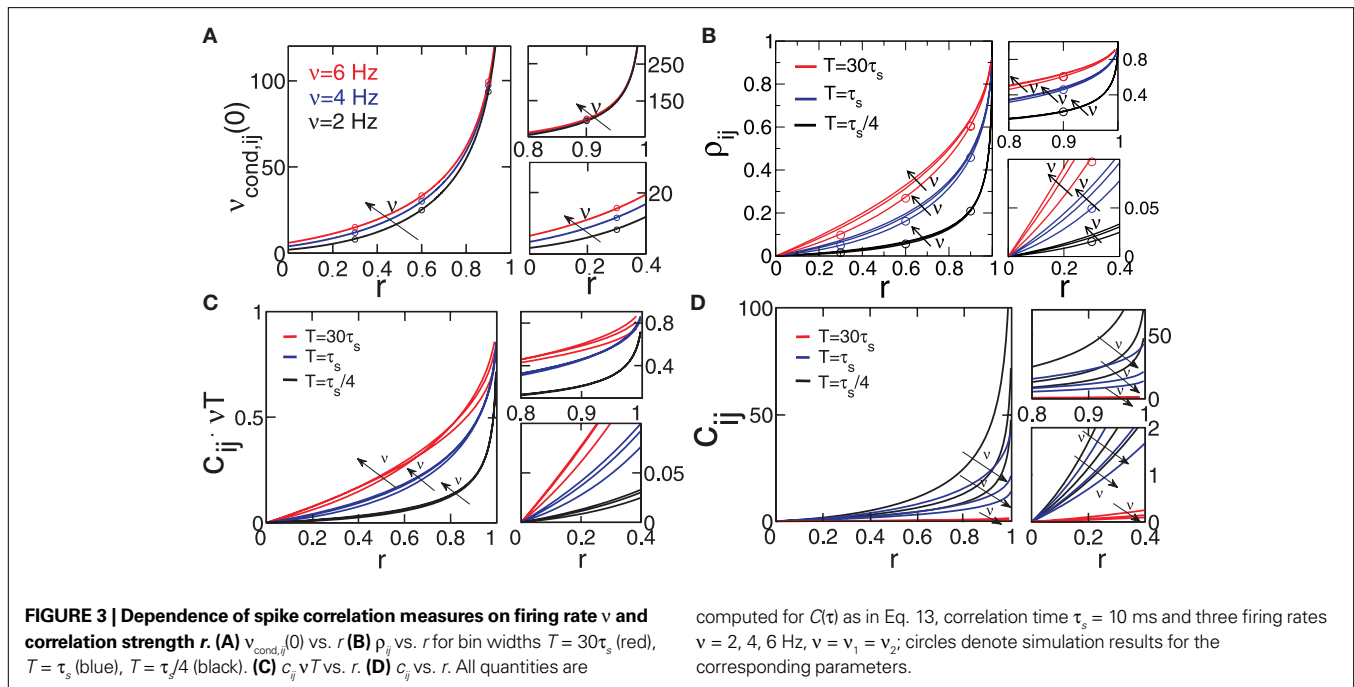 A
ν=6 Hz
ν=4 Hz
ν=2 Hz
ν_cond,ij(0)
100
50
0
0 0.2 0.4 0.6 0.8 1
r
ν
250
150
0.8 0.9 1
ν
20
0
0 0.2 0.4
r
ν
B
T=30τ_s
T=τ_s
T=τ_s/4
ρ_ij
1
0.8
0.6
0.4
0.2
0
0 0.2 0.4 0.6 0.8 1
r
ν
ν
ν
0.8
0.4
0.8 0.9 1
ν
ν
ν
0.05
0
0 0.2 0.4
r
ν
ν
ν
C
T=30τ_s
T=τ_s
T=τ_s/4
C_ij · νT
1
0.5
0
0 0.2 0.4 0.6 0.8 1
r
ν
ν
ν
0.8
0.4
0.8 0.9 1
0.05
0
0 0.2 0.4
r
D
T=30τ_s
T=τ_s
T=τ_s/4
C_ij
100
50
0
0 0.2 0.4 0.6 0.8 1
r
ν
ν
ν
50
0
0.8 0.9 1
ν
ν
ν
2
1
0
0 0.2 0.4
r
ν
ν
ν
FIGURE 3 | Dependence of spike correlation measures on firing rate ν and
correlation strength r. (A) ν_cond,ij(0) vs. r (B) ρ_ij vs. r for bin widths T = 30τ_s (red),
T = τ_s (blue), T = τ_s/4 (black). (C) c_ij νT vs. r. (D) c_ij vs. r. All quantities are
computed for C(τ) as in Eq. 13, correlation time τ_s = 10 ms and three firing rates
ν = 2, 4, 6 Hz, ν = ν_1 = ν_2; circles denote simulation results for the
corresponding parameters.